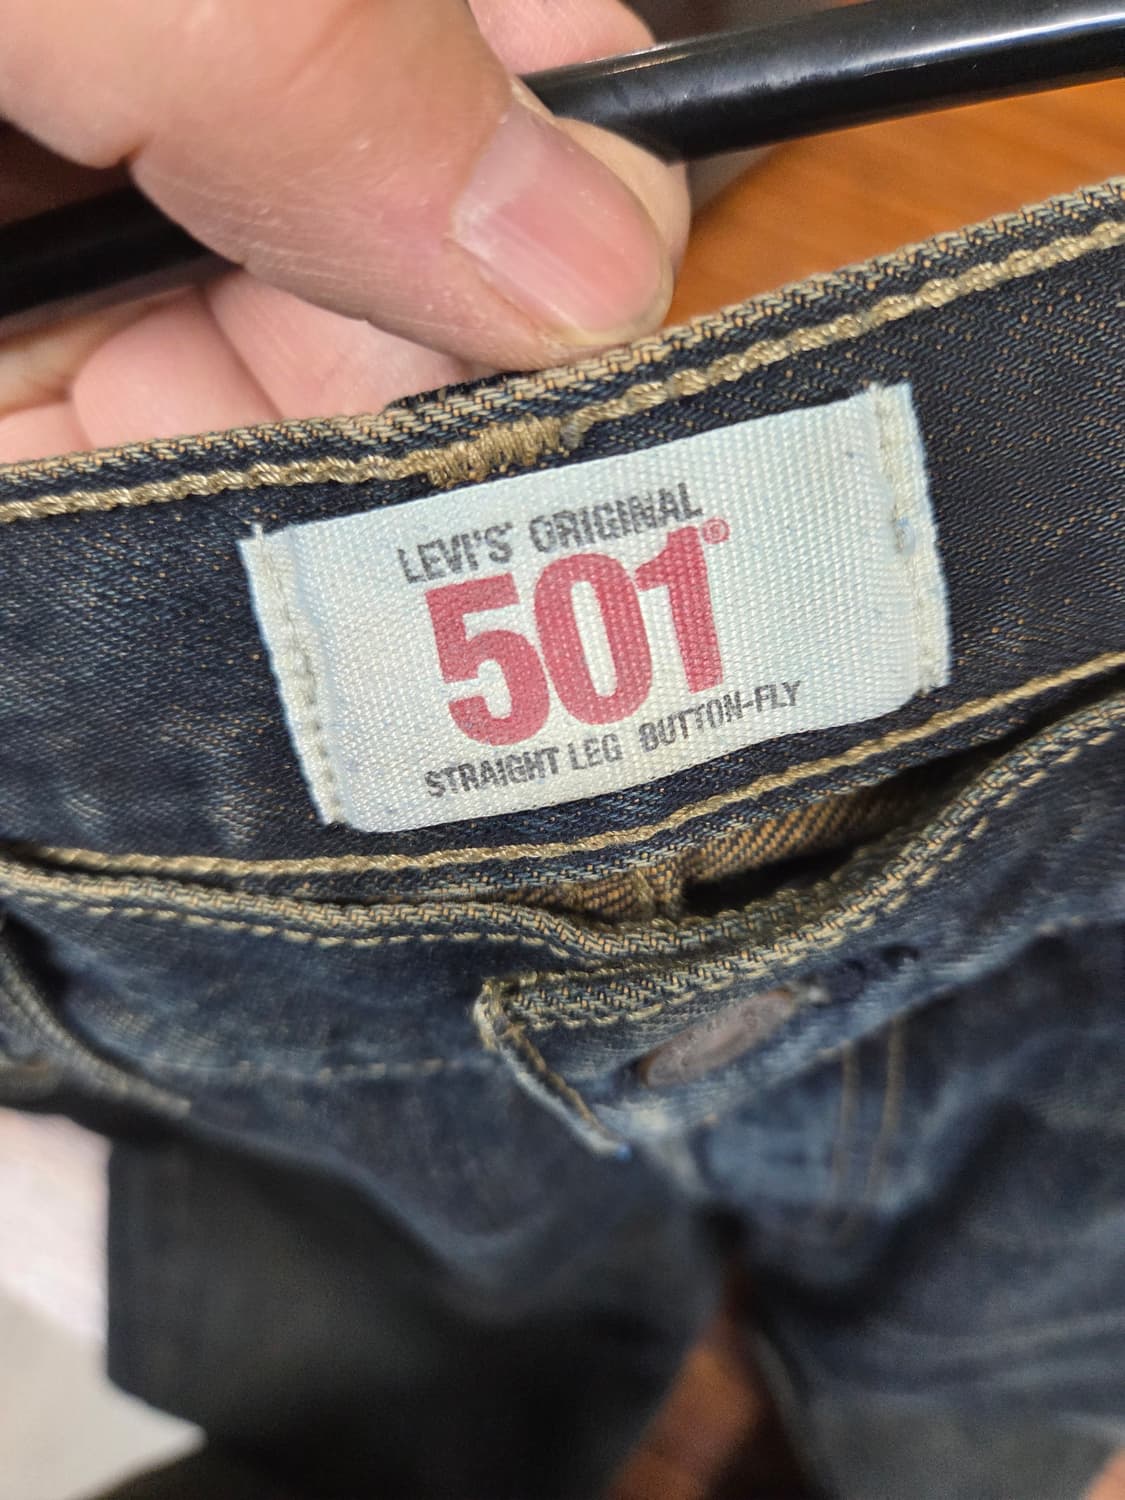 LEVI'S ORIGINAL
501®
STRAIGHT LEG BUTTON-FLY